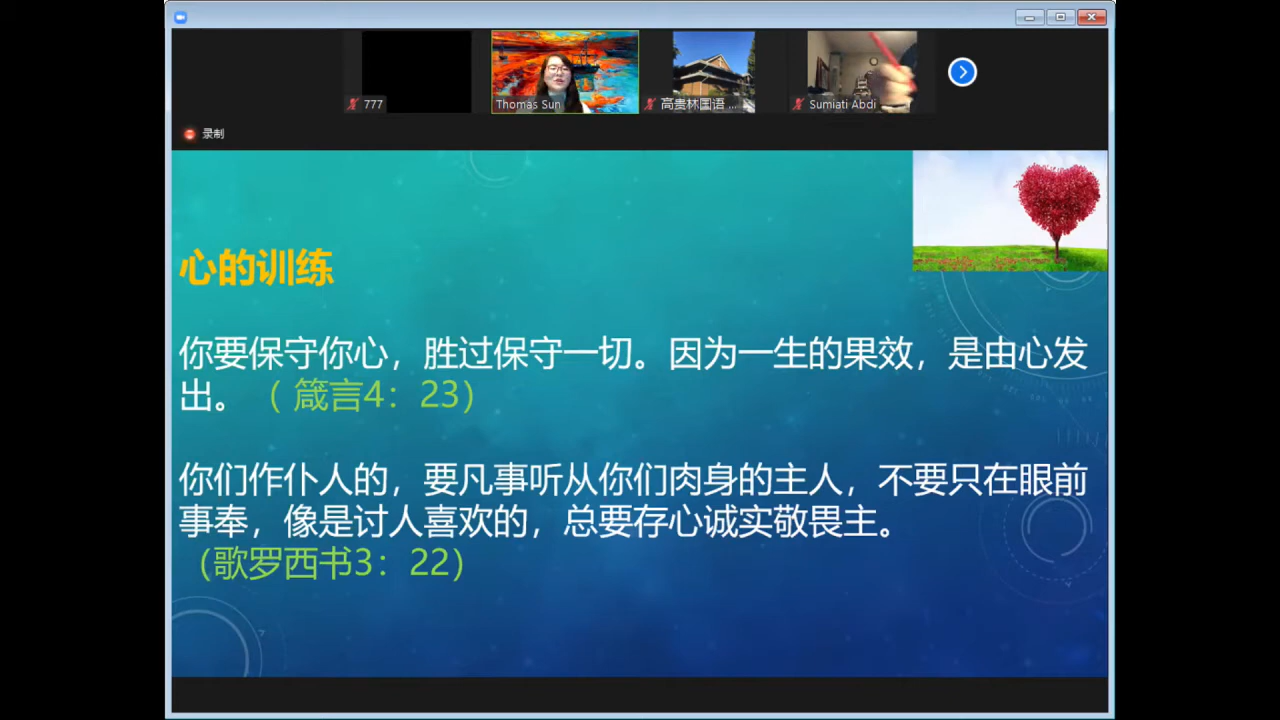 777
Thomas Sun
高贵林国语 ...
Sumiati Abdi
录制
心的训练
你要保守你心，胜过保守一切。因为一生的果效，是由心发
出。（ 箴言4：23）
你们作仆人的，要凡事听从你们肉身的主人，不要只在眼前
事奉，像是讨人喜欢的，总要存心诚实敬畏主。
（歌罗西书3：22）